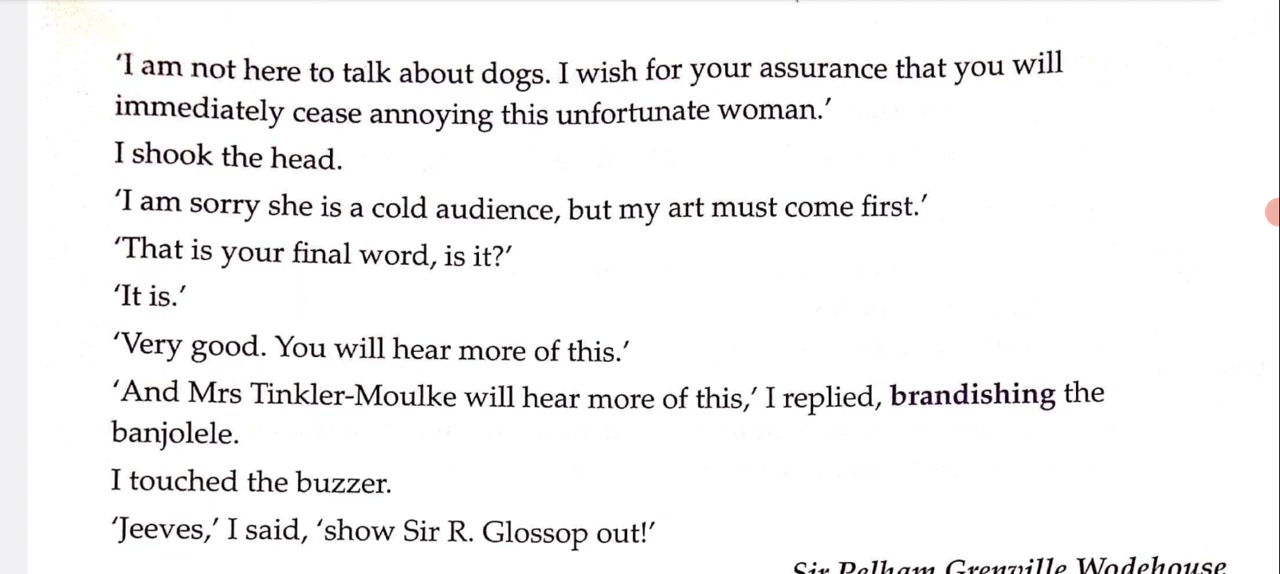 ‘I am not here to talk about dogs. I wish for your assurance that you will
immediately cease annoying this unfortunate woman.’
I shook the head.
‘I am sorry she is a cold audience, but my art must come first.’
‘That is your final word, is it?’
‘It is.’
‘Very good. You will hear more of this.’
‘And Mrs Tinkler-Moulke will hear more of this,’ I replied, brandishing the
banjolele.
I touched the buzzer.
‘Jeeves,’ I said, ‘show Sir R. Glossop out!’
Sir Pelham Grenville Wodehouse